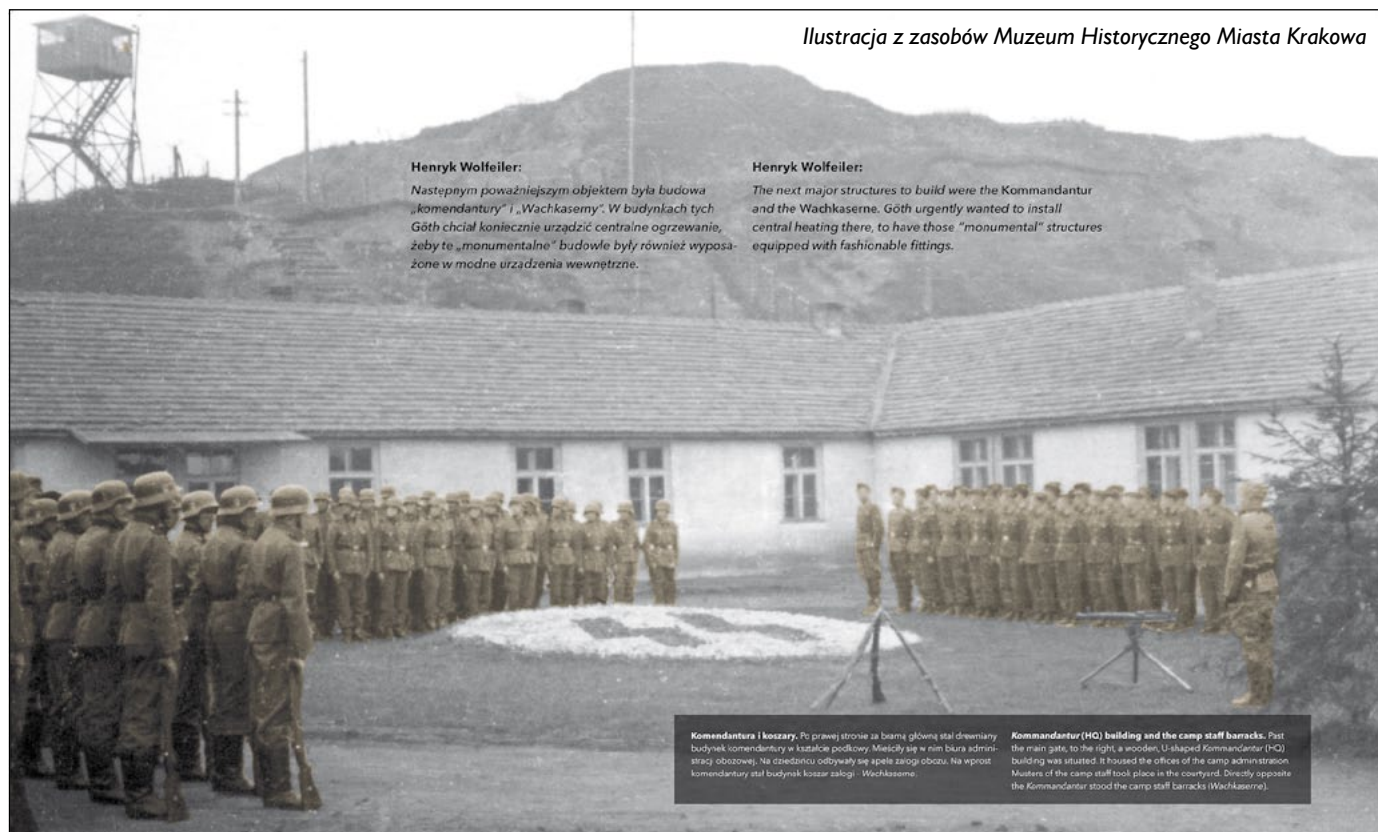 Ilustracja z zasobów Muzeum Historycznego Miasta Krakowa
Henryk Wolfeiler:
Następnym poważniejszym objektem była budowa
„komendantury” i „Wachkaserny”. W budynkach tych
Göth chciał koniecznie urządzić centralne ogrzewanie,
żeby te „monumentalne” budowle były również wyposa-
żone w modne urządzenia wewnętrzne.
Henryk Wolfeiler:
The next major structures to build were the Kommandantur
and the Wachkaserne. Göth urgently wanted to install
central heating there, to have those "monumental" structures
equipped with fashionable fittings.
Komendantura i koszary. Po prawej stronie za bramą główną stał drewniany
budynek komendantury w kształcie podkowy. Mieściły się w nim biura admini-
stracji obozowej. Na dziedzińcu odbywały się apele załogi obozu. Na wprost
komendantury stał budynek koszar załogi - Wachkaserne.
Kommandantur (HQ) building and the camp staff barracks. Past
the main gate, to the right, a wooden, U-shaped Kommandantur (HQ)
building was situated. It housed the offices of the camp administration
Musters of the camp staff took place in the courtyard. Directly opposite
the Kommandantur stood the camp staff barracks (Wachkaserne).